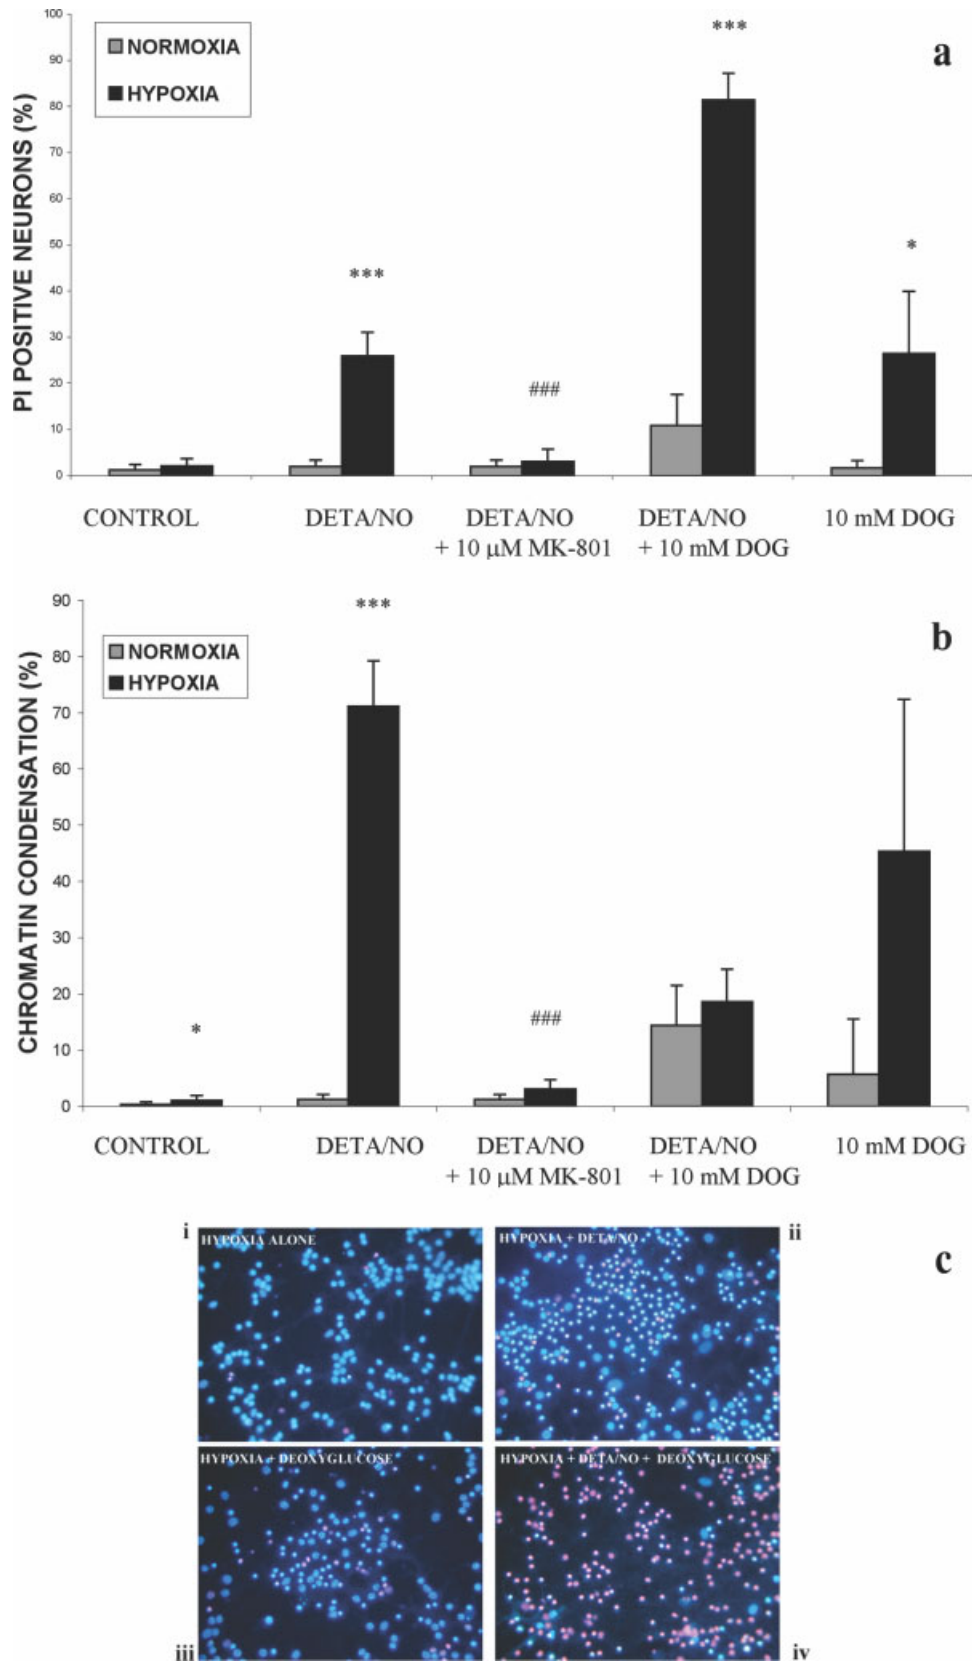 100
90
80
70
60
50
40
30
20
10
0
PI POSITIVE NEURONS (%)
NORMOXIA
HYPOXIA
a
***
***
###
*
CONTROL
DETA/NO
DETA/NO
+ 10 µM MK-801
DETA/NO
+ 10 mM DOG
10 mM DOG
90
80
70
60
50
40
30
20
10
0
CHROMATIN CONDENSATION (%)
NORMOXIA
HYPOXIA
b
*
***
###
CONTROL
DETA/NO
DETA/NO
+ 10 µM MK-801
DETA/NO
+ 10 mM DOG
10 mM DOG
c
i
HYPOXIA ALONE
ii
HYPOXIA + DETA/NO
iii
HYPOXIA + DEOXYGLUCOSE
iv
HYPOXIA + DETA/NO + DEOXYGLUCOSE